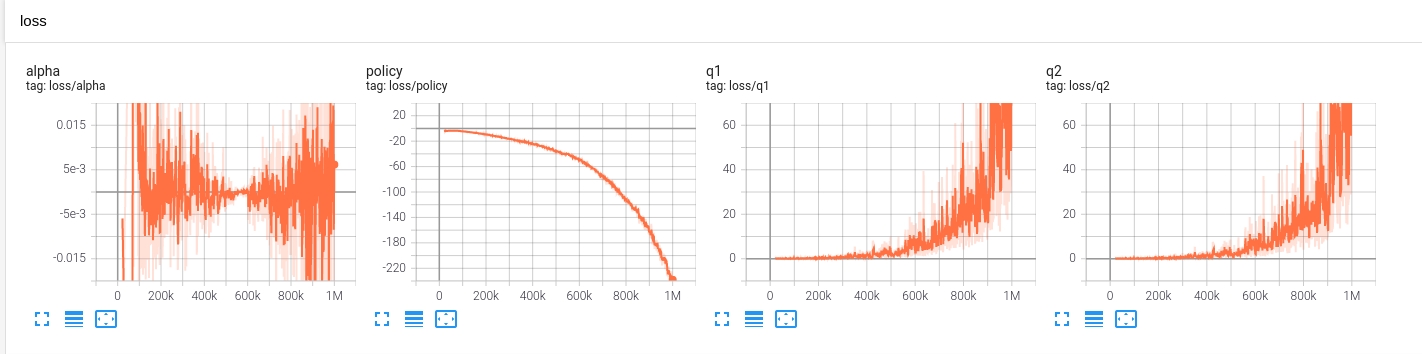 loss
alpha
tag: loss/alpha
0.015
5e-3
-5e-3
-0.015
0 200k 400k 600k 800k 1M
policy
tag: loss/policy
20
-20
-60
-100
-140
-180
-220
0 200k 400k 600k 800k 1M
q1
tag: loss/q1
60
40
20
0
0 200k 400k 600k 800k 1M
q2
tag: loss/q2
60
40
20
0
0 200k 400k 600k 800k 1M